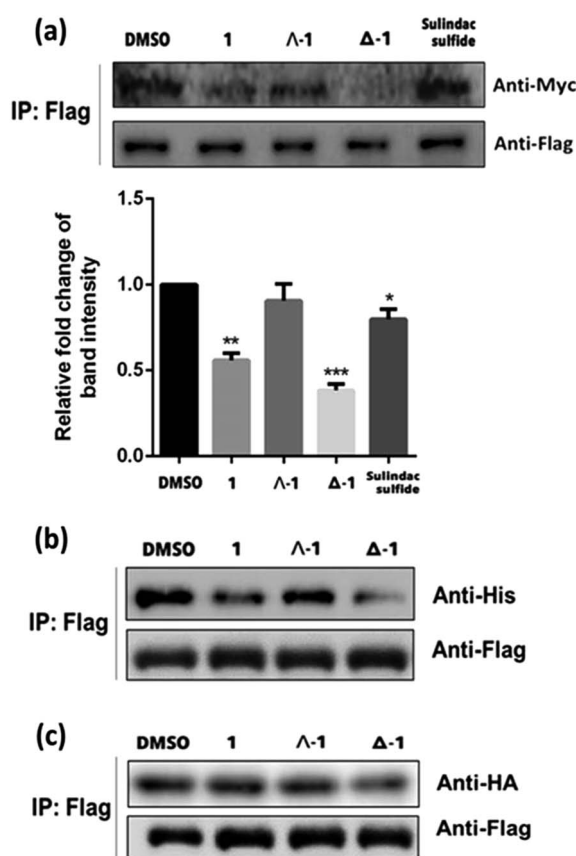 (a)
DMSO 1 Λ-1 Δ-1 Sulindac
sulfide
IP: Flag
Anti-Myc
Anti-Flag
Relative fold change of
band intensity
1.5
1.0
0.5
0.0
**
***
*
DMSO 1 Λ-1 Δ-1 Sulindac
sulfide
(b)
DMSO 1 Λ-1 Δ-1
IP: Flag
Anti-His
Anti-Flag
(c)
DMSO 1 Λ-1 Δ-1
IP: Flag
Anti-HA
Anti-Flag